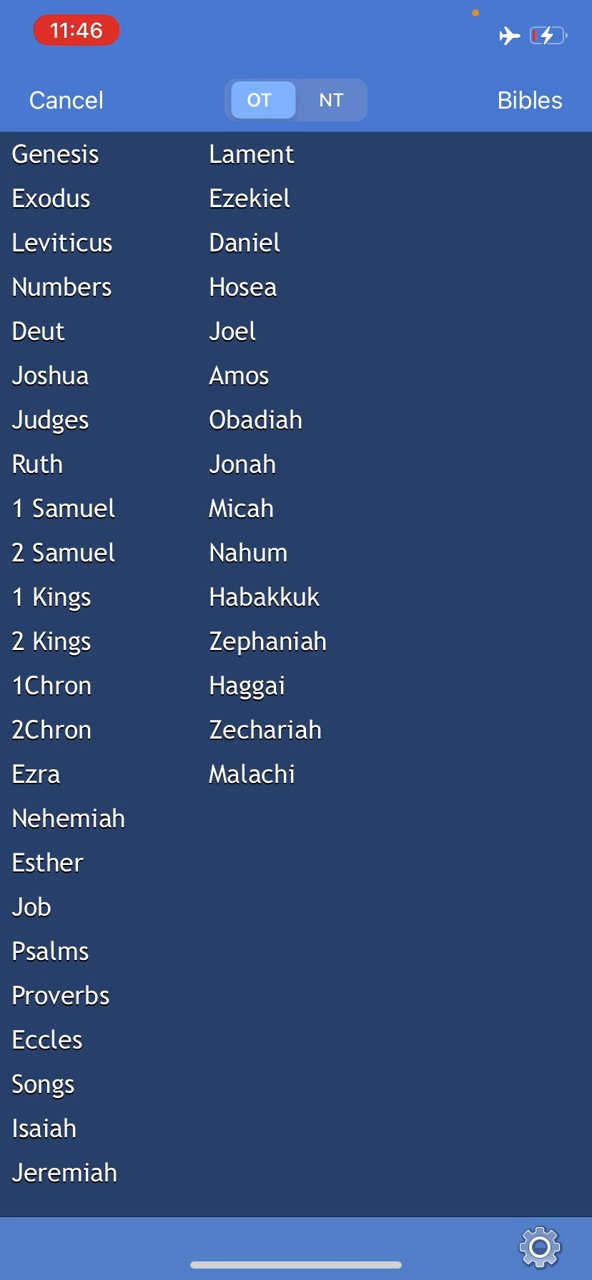 11:46
Cancel
OT
NT
Bibles
Genesis
Exodus
Leviticus
Numbers
Deut
Joshua
Judges
Ruth
1 Samuel
2 Samuel
1 Kings
2 Kings
1Chron
2Chron
Ezra
Nehemiah
Esther
Job
Psalms
Proverbs
Eccles
Songs
Isaiah
Jeremiah
Lament
Ezekiel
Daniel
Hosea
Joel
Amos
Obadiah
Jonah
Micah
Nahum
Habakkuk
Zephaniah
Haggai
Zechariah
Malachi